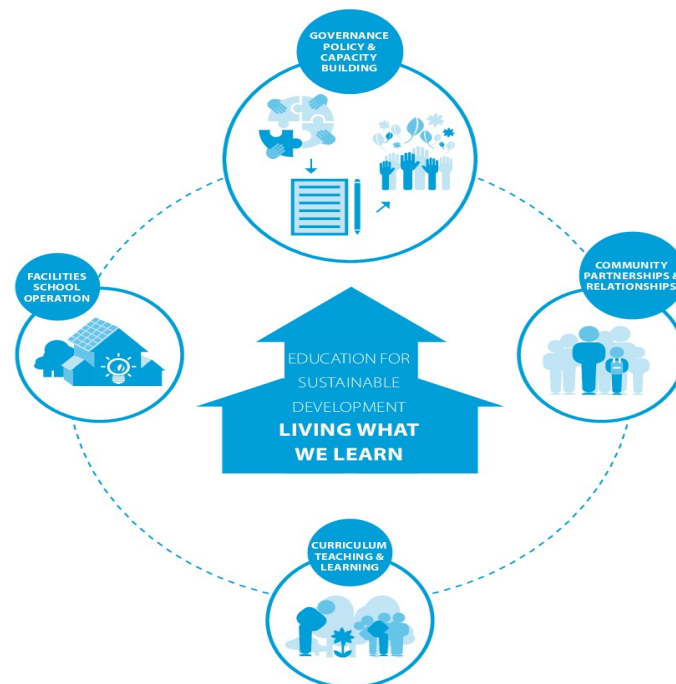 GOVERNANCE
POLICY &
CAPACITY
BUILDING
FACILITIES
SCHOOL
OPERATION
COMMUNITY
PARTNERSHIPS &
RELATIONSHIPS
EDUCATION FOR
SUSTAINABLE
DEVELOPMENT
LIVING WHAT
WE LEARN
CURRICULUM
TEACHING &
LEARNING